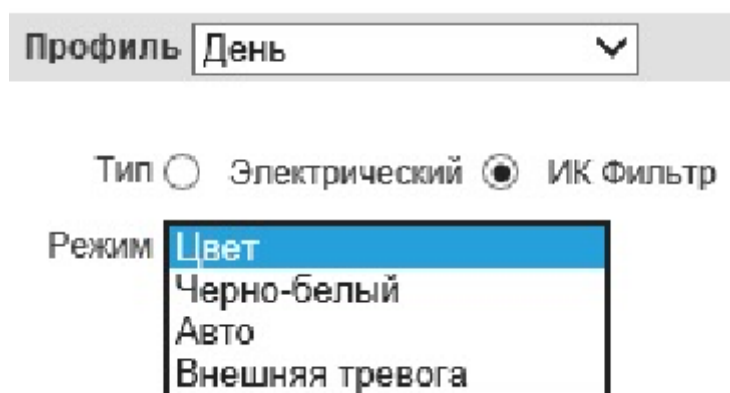 Профиль День
Тип Электрический ИК Фильтр
Режим Цвет
Черно-белый
Авто
Внешняя тревога